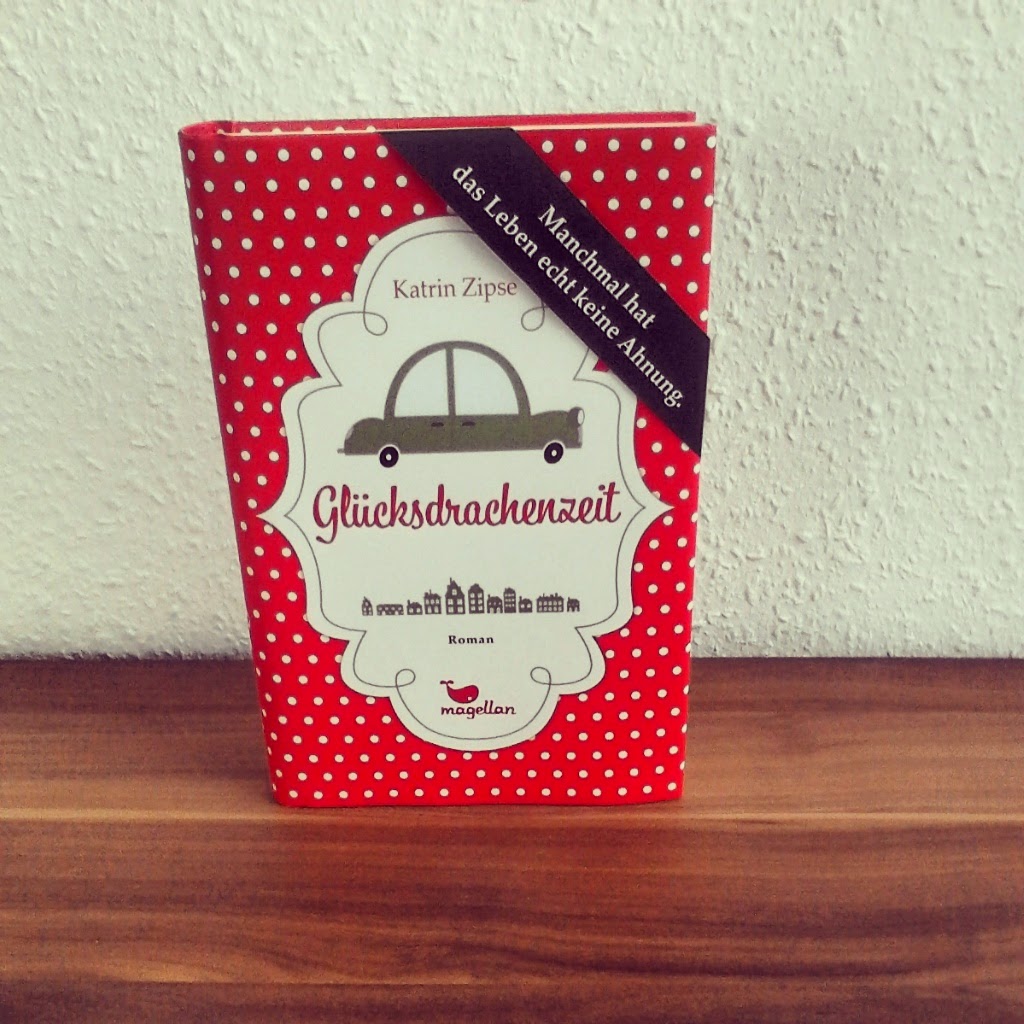 Manchmal hat
das Leben echt keine Ahnung.
Katrin Zipse
Glücksdrachenzeit
Roman
magellan